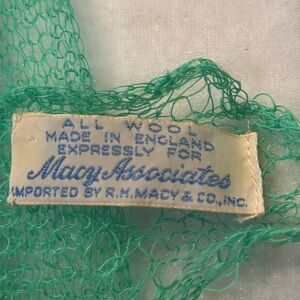 ALL WOOL
MADE IN ENGLAND
EXPRESSLY FOR
Macy Associates
IMPORTED BY R.H.MACY & CO., INC.